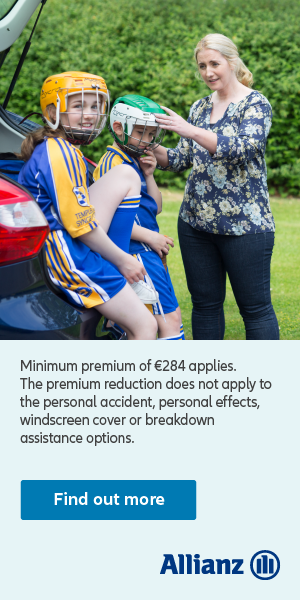 Minimum premium of €284 applies.
The premium reduction does not apply to
the personal accident, personal effects,
windscreen cover or breakdown
assistance options.
Find out more
Allianz